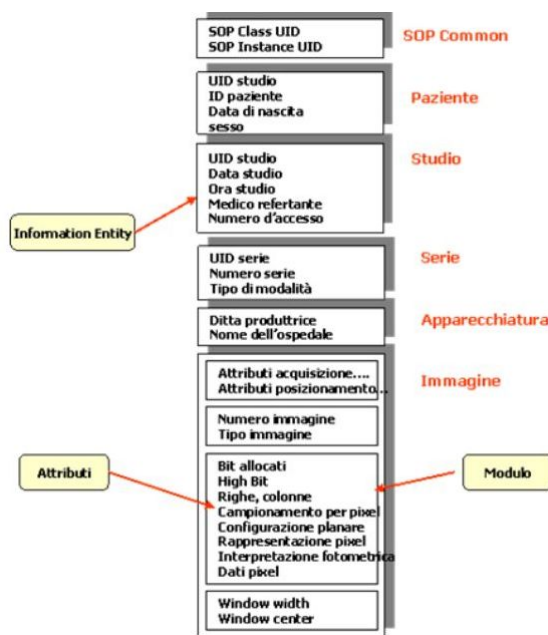 SOP Class UID
SOP Instance UID
SOP Common
UID studio
ID paziente
Data di nascita
sesso
Paziente
UID studio
Data studio
Ora studio
Medico refertante
Numero d'accesso
Studio
Information Entity
UID serie
Numero serie
Tipo di modalità
Serie
Ditta produttrice
Nome dell'ospedale
Apparecchiatura
Attributi acquisizione....
Attributi posizionamento...
Immagine
Numero immagine
Tipo immagine
Attributi
Bit allocati
High Bit
Righe, colonne
Campionamento per pixel
Configurazione planare
Rappresentazione pixel
Interpretazione fotometrica
Dati pixel
Modulo
Window width
Window center